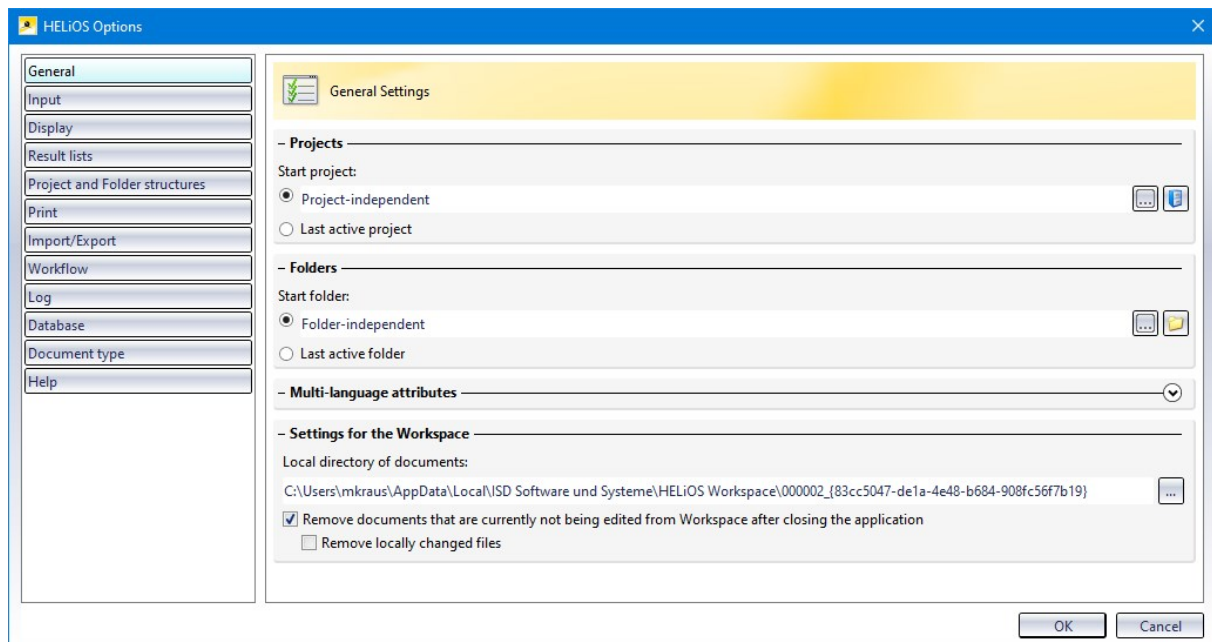 HELiOS Options
General
Input
Display
Result lists
Project and Folder structures
Print
Import/Export
Workflow
Log
Database
Document type
Help
General Settings
– Projects
Start project:
Project-independent
...
Last active project
– Folders
Start folder:
Folder-independent
...
Last active folder
– Multi-language attributes
– Settings for the Workspace
Local directory of documents:
C:\Users\mkraus\AppData\Local\ISD Software und Systeme\HELiOS Workspace\000002_{83cc5047-de1a-4e48-b684-908fc56f7b19}
...
Remove documents that are currently not being edited from Workspace after closing the application
Remove locally changed files
OK Cancel